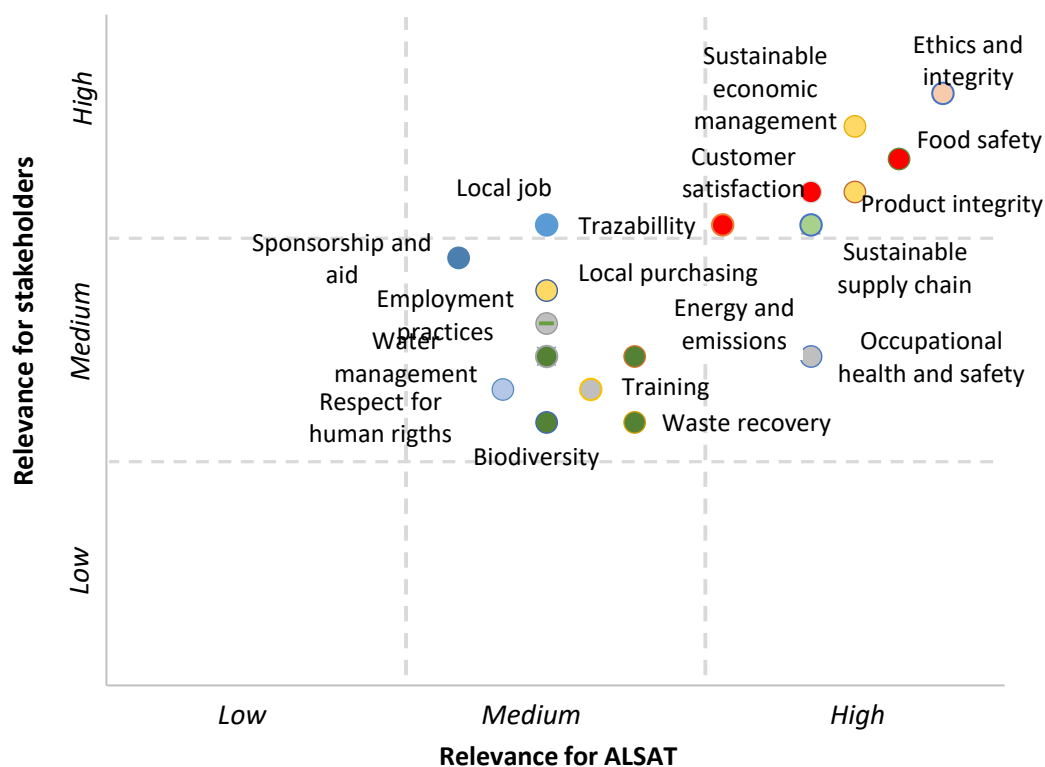 Ethics and
integrity
Sustainable
economic
management
Food safety
Customer
satisfaction
Product integrity
Local job
Trazabillity
Sponsorship and
aid
Sustainable
supply chain
Local purchasing
Employment
practices
Energy and
emissions
Water
management
Occupational
health and safety
Training
Respect for
human rigths
Waste recovery
Biodiversity
High
Medium
Low
Relevance for stakeholders
Low
Medium
High
Relevance for ALSAT